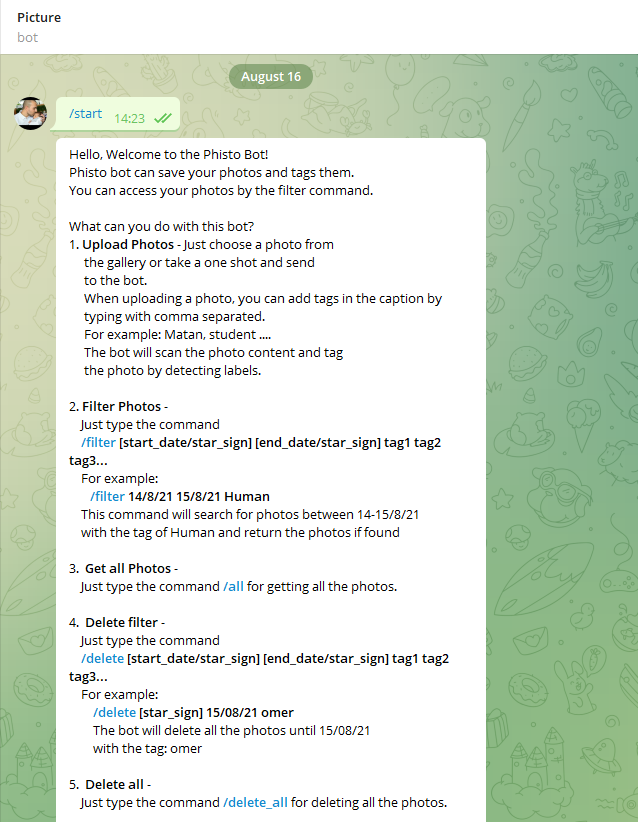 Picture
bot
August 16
/start 14:23
Hello, Welcome to the Phisto Bot!
Phisto bot can save your photos and tags them.
You can access your photos by the filter command.
What can you do with this bot?
1. Upload Photos - Just choose a photo from
the gallery or take a one shot and send
to the bot.
When uploading a photo, you can add tags in the caption by
typing with comma separated.
For example: Matan, student ....
The bot will scan the photo content and tag
the photo by detecting labels.
2. Filter Photos -
Just type the command
/filter [start_date/star_sign] [end_date/star_sign] tag1 tag2
tag3...
For example:
/filter 14/8/21 15/8/21 Human
This command will search for photos between 14-15/8/21
with the tag of Human and return the photos if found
3. Get all Photos -
Just type the command /all for getting all the photos.
4. Delete filter -
Just type the command
/delete [start_date/star_sign] [end_date/star_sign] tag1 tag2
tag3...
For example:
/delete [star_sign] 15/08/21 omer
The bot will delete all the photos until 15/08/21
with the tag: omer
5. Delete all -
Just type the command /delete_all for deleting all the photos.